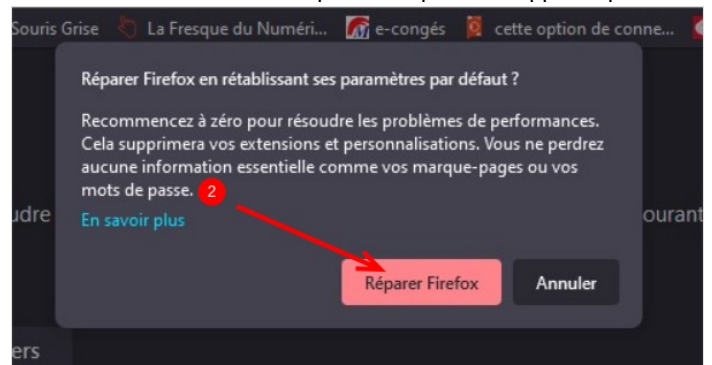 Souris Grise La Fresque du Numéri... e-congés cette option de conne...
Réparer Firefox en rétablissant ses paramètres par défaut ?
Recommencez à zéro pour résoudre les problèmes de performances.
Cela supprimera vos extensions et personnalisations. Vous ne perdrez
aucune information essentielle comme vos marque-pages ou vos
mots de passe. 2
udre En savoir plus ourant
Réparer Firefox Annuler
ers